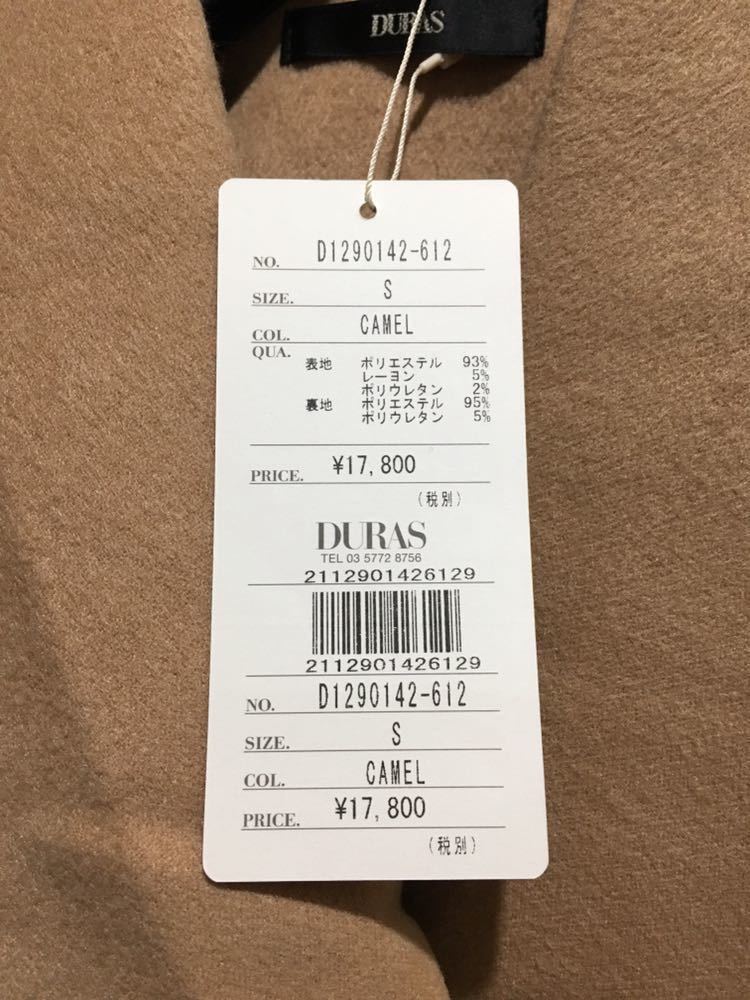 DURAS
NO. D1290142-612
SIZE. S
COL. CAMEL
QUA. 表地 ポリエステル 93%
レーヨン 5%
ポリウレタン 2%
裏地 ポリエステル 95%
ポリウレタン 5%
PRICE. ¥17,800
(税別)
DURAS
TEL 03 5772 8756
2112901426129
2112901426129
NO. D1290142-612
SIZE. S
COL. CAMEL
PRICE. ¥17,800
(税別)